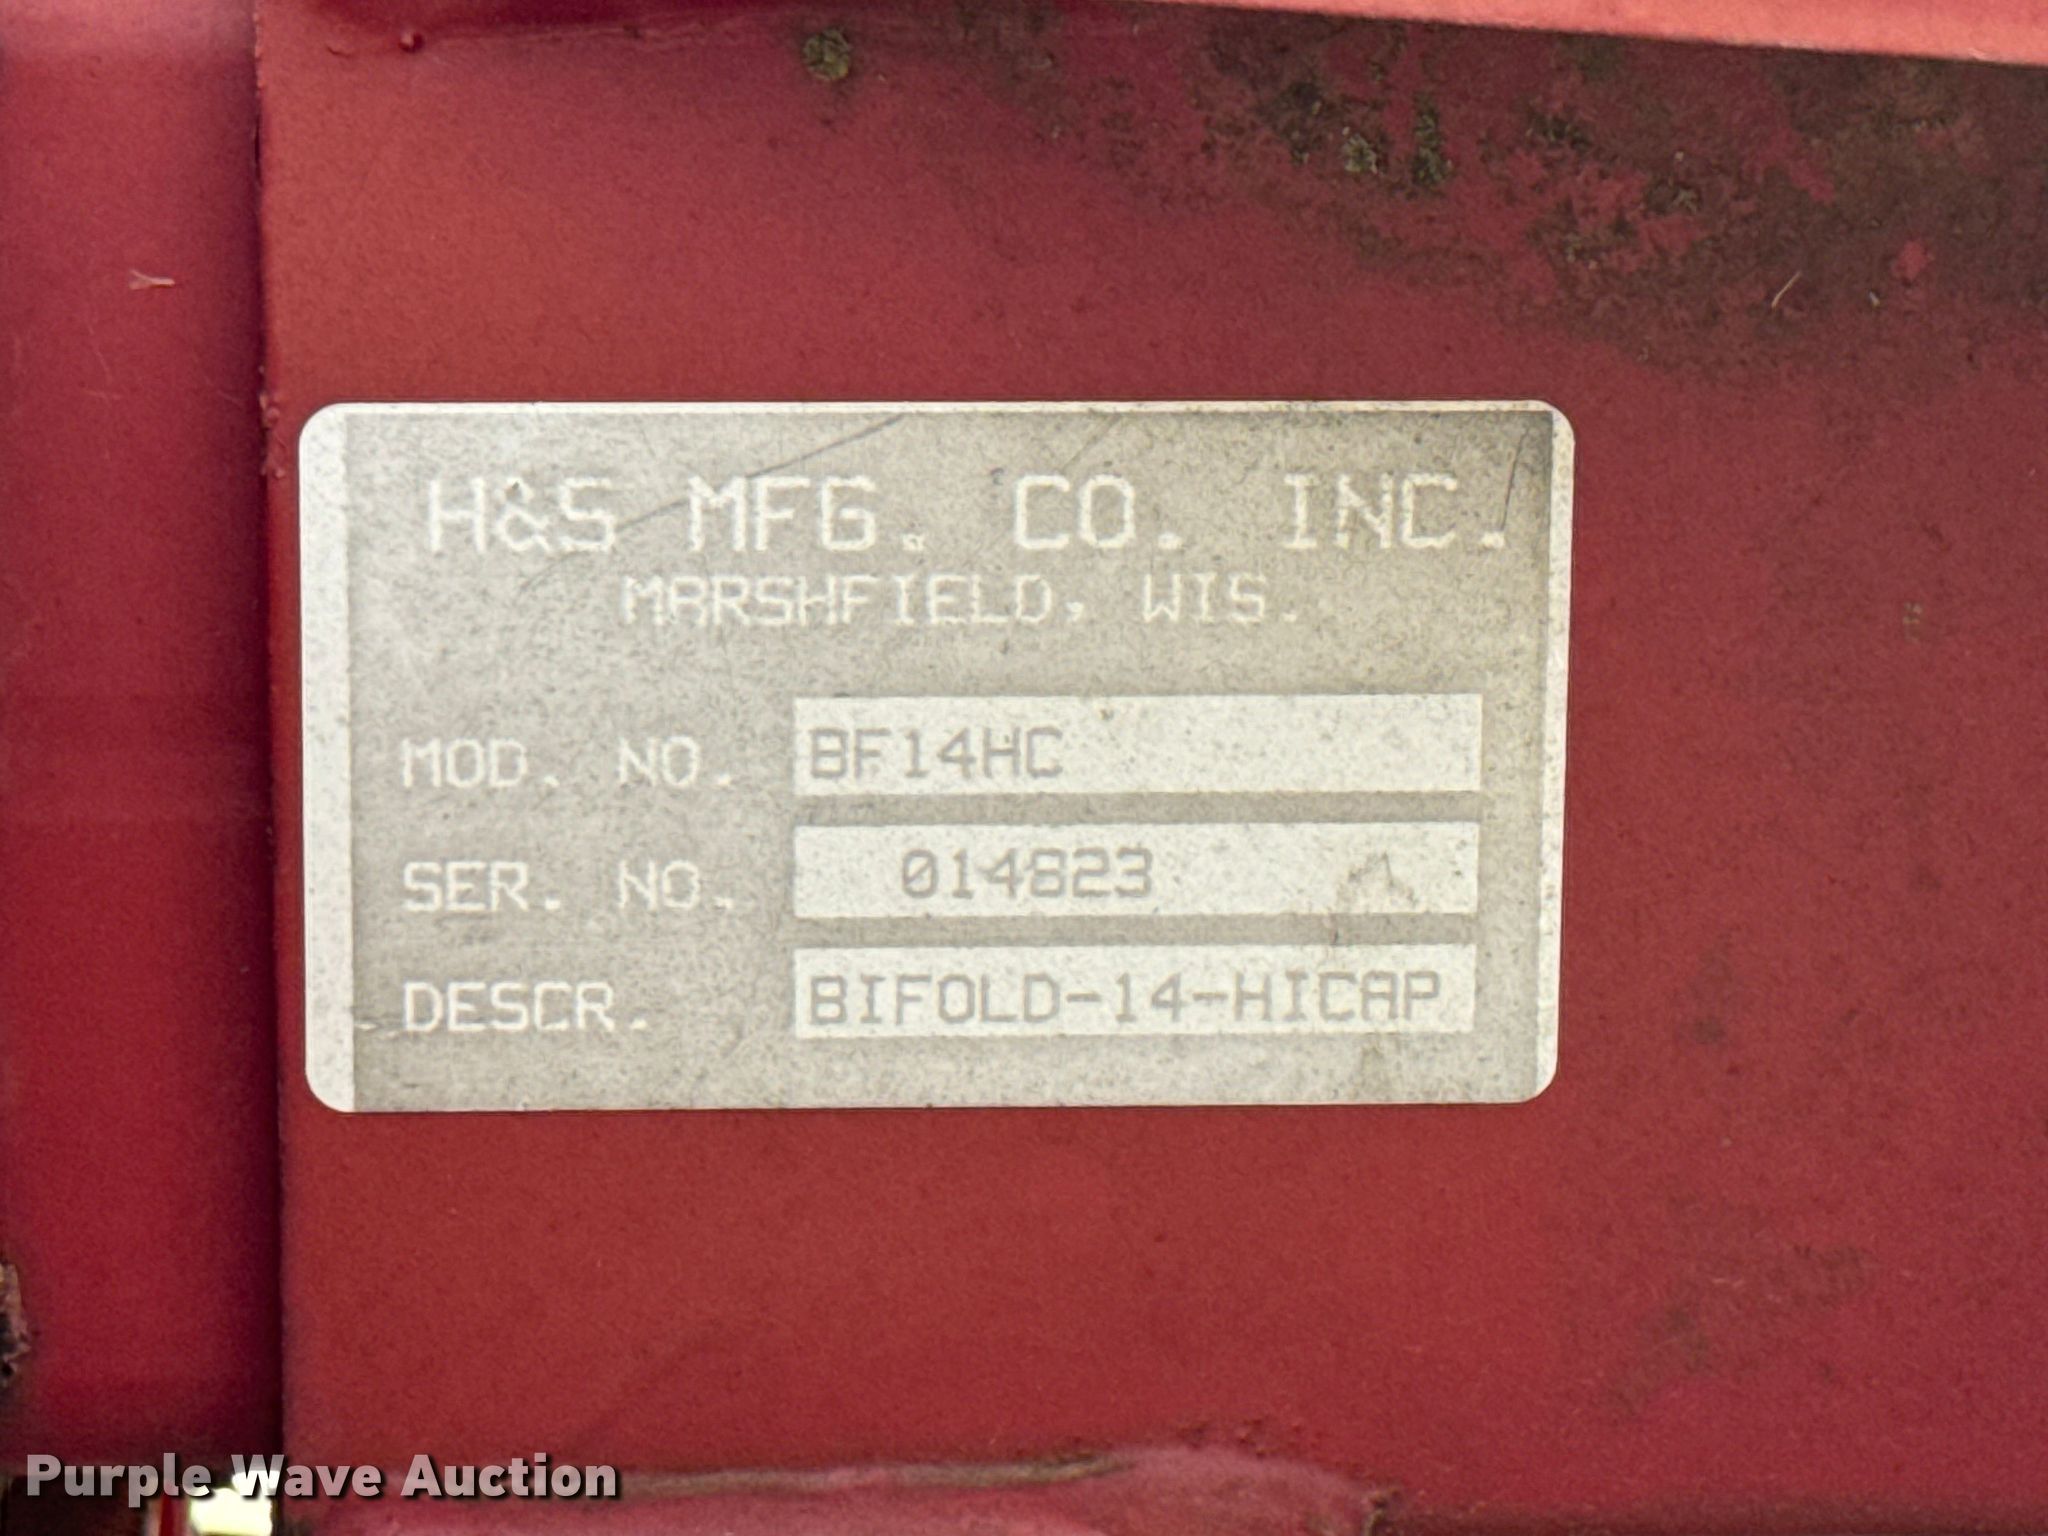 H&S MFG. CO. INC.
MARSHFIELD, WIS.
MOD. NO. BF14HC
SER. NO. 014823
DESCR. BIFOLD-14-HICAP
Purple Wave Auction